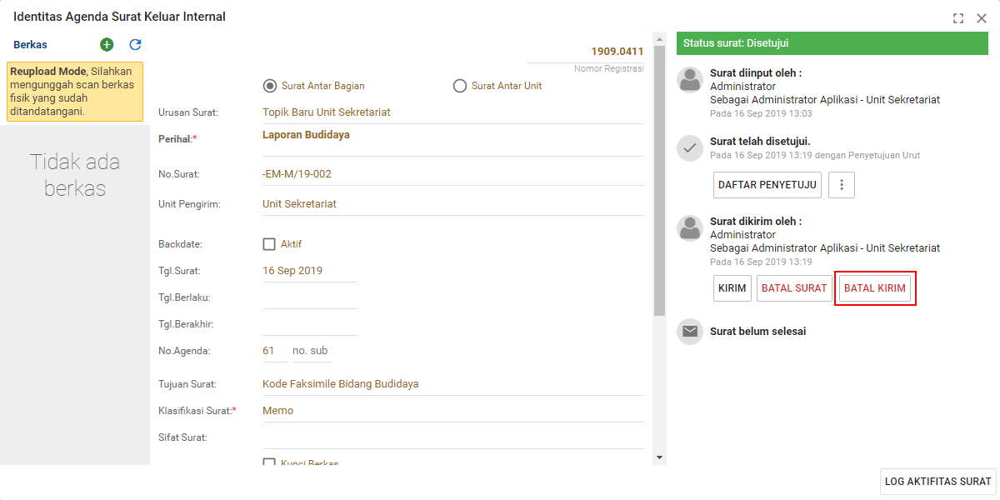 Identitas Agenda Surat Keluar Internal
Berkas
Reupload Mode, Silahkan
mengunggah scan berkas
fisik yang sudah
ditandatangani.
Tidak ada
berkas
1909.0411
Nomor Registrasi
Surat Antar Bagian
Surat Antar Unit
Urusan Surat: Topik Baru Unit Sekretariat
Perihal:* Laporan Budidaya
No.Surat: -EM-M/19-002
Unit Pengirim: Unit Sekretariat
Backdate: Aktif
Tgl.Surat: 16 Sep 2019
Tgl.Berlaku:
Tgl.Berakhir:
No.Agenda: 61 no. sub
Tujuan Surat: Kode Faksimile Bidang Budidaya
Klasifikasi Surat:* Memo
Sifat Surat:
Kunci Berkas
Status surat: Disetujui
Surat diinput oleh :
Administrator
Sebagai Administrator Aplikasi - Unit Sekretariat
Pada 16 Sep 2019 13:03
Surat telah disetujui.
Pada 16 Sep 2019 13:19 dengan Penyetujuan Urut
DAFTAR PENYETUJU
Surat dikirim oleh :
Administrator
Sebagai Administrator Aplikasi - Unit Sekretariat
Pada 16 Sep 2019 13:19
KIRIM BATAL SURAT BATAL KIRIM
Surat belum selesai
LOG AKTIFITAS SURAT